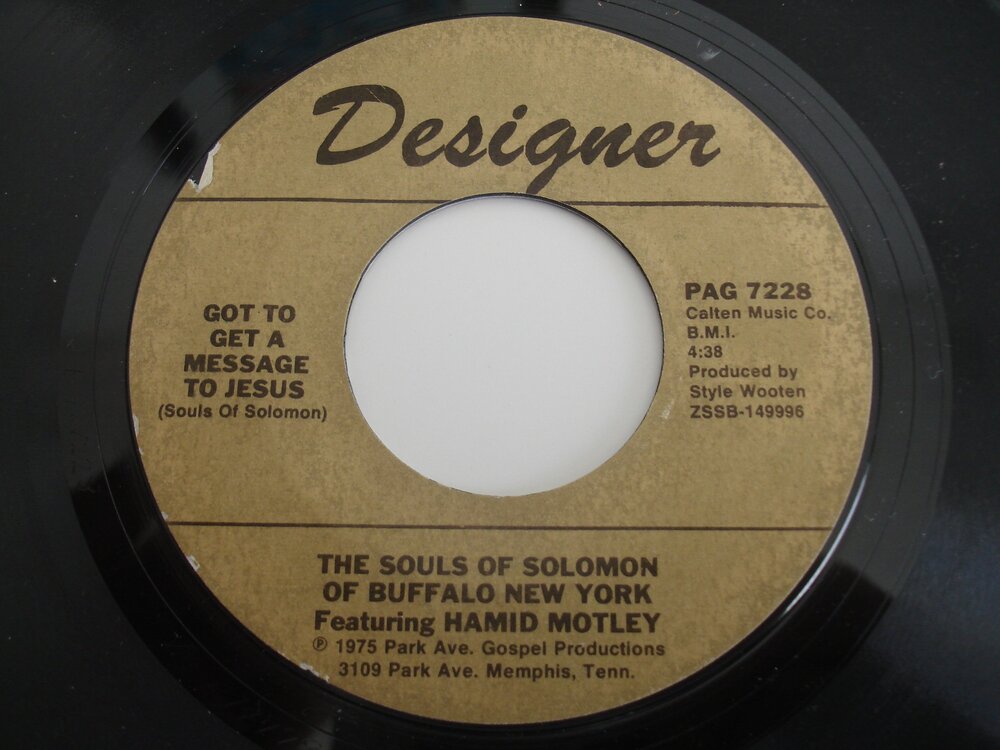 Designer
GOT TO
GET A
MESSAGE
TO JESUS
(Souls Of Solomon)
PAG 7228
Calten Music Co.
B.M.I.
4:38
Produced by
Style Wooten
ZSSB-149996
THE SOULS OF SOLOMON
OF BUFFALO NEW YORK
Featuring HAMID MOTLEY
℗ 1975 Park Ave. Gospel Productions
3109 Park Ave. Memphis, Tenn.